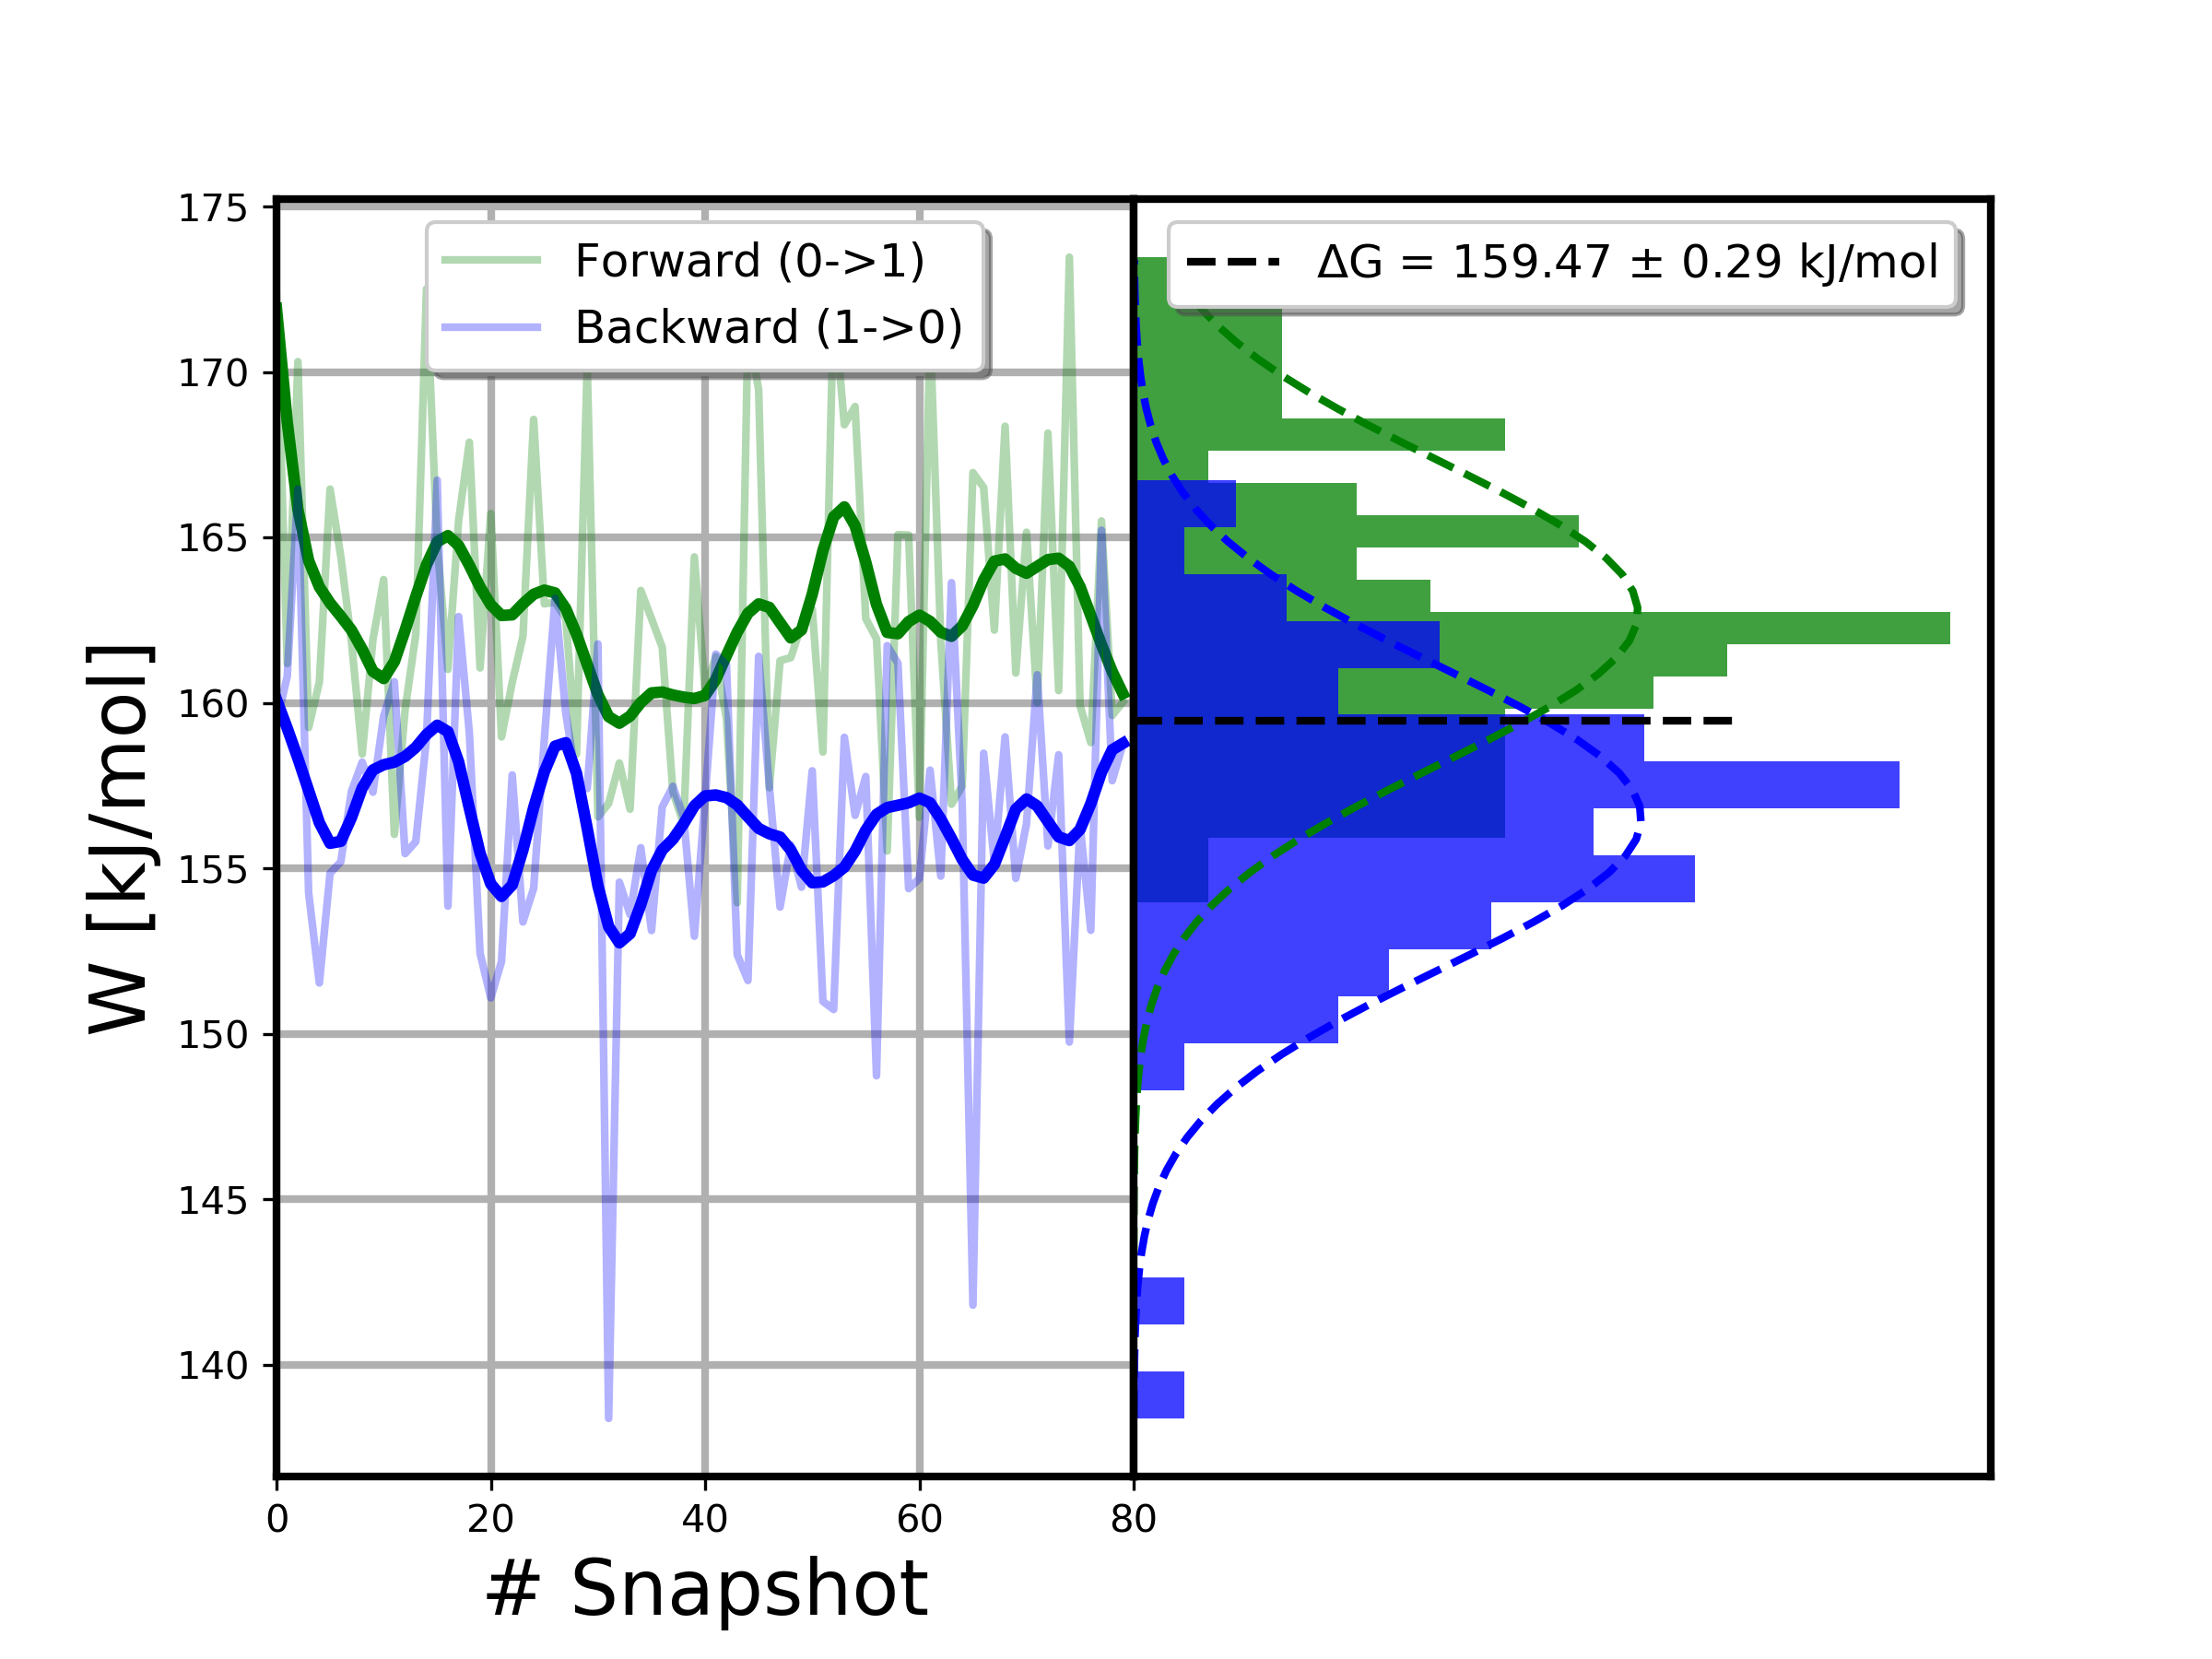 175
170
165
160
155
150
145
140
W [kJ/mol]
0
20
40
60
80
# Snapshot
Forward (0->1)
Backward (1->0)
ΔG = 159.47 ± 0.29 kJ/mol